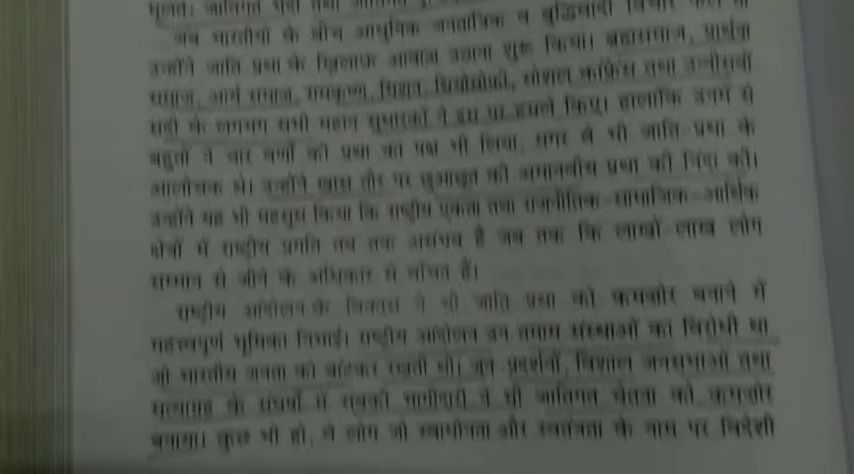 मूलतः जातिगत
जब भारतीयों के बीच आधुनिक जनतांत्रिक व बुद्धिवादी विचार फैले तो
उन्होंने जाति प्रथा के खिलाफ आवाज उठाना शुरू किया। ब्रह्मसमाज, प्रार्थना
समाज, आर्य समाज, रामकृष्ण, मिशन, थियोसोफी, सोशल कांफ्रेंस तथा उन्नीसवीं
सदी के लगभग सभी महान सुधारकों ने इस पर हमले किए। हालांकि उनमें से
बहुतों ने चार वर्णों की प्रथा का पक्ष भी लिया, मगर वे भी जाति-प्रथा के
आलोचक थे। उन्होंने खास तौर पर छुआछूत की अमानवीय प्रथा की निंदा की।
उन्होंने यह भी महसूस किया कि राष्ट्रीय एकता तथा राजनीतिक-सामाजिक-आर्थिक
क्षेत्रों में राष्ट्रीय प्रगति तब तक असंभव है जब तक कि लाखों-लाख लोग
सम्मान से जीने के अधिकार से वंचित हैं।
राष्ट्रीय आंदोलन के विकास ने भी जाति प्रथा को कमजोर बनाने में
महत्त्वपूर्ण भूमिका निभाई। राष्ट्रीय आंदोलन उन तमाम संस्थाओं का विरोधी था
जो भारतीय जनता को बांटकर रखती थीं। जन-प्रदर्शनों, विशाल जनसभाओं तथा
सत्याग्रह के संघर्षों में सबकी भागीदारी ने भी जातिगत चेतना को कमजोर
बनाया। कुछ भी हो, वे लोग जो स्वाधीनता और स्वतंत्रता के नाम पर विदेशी